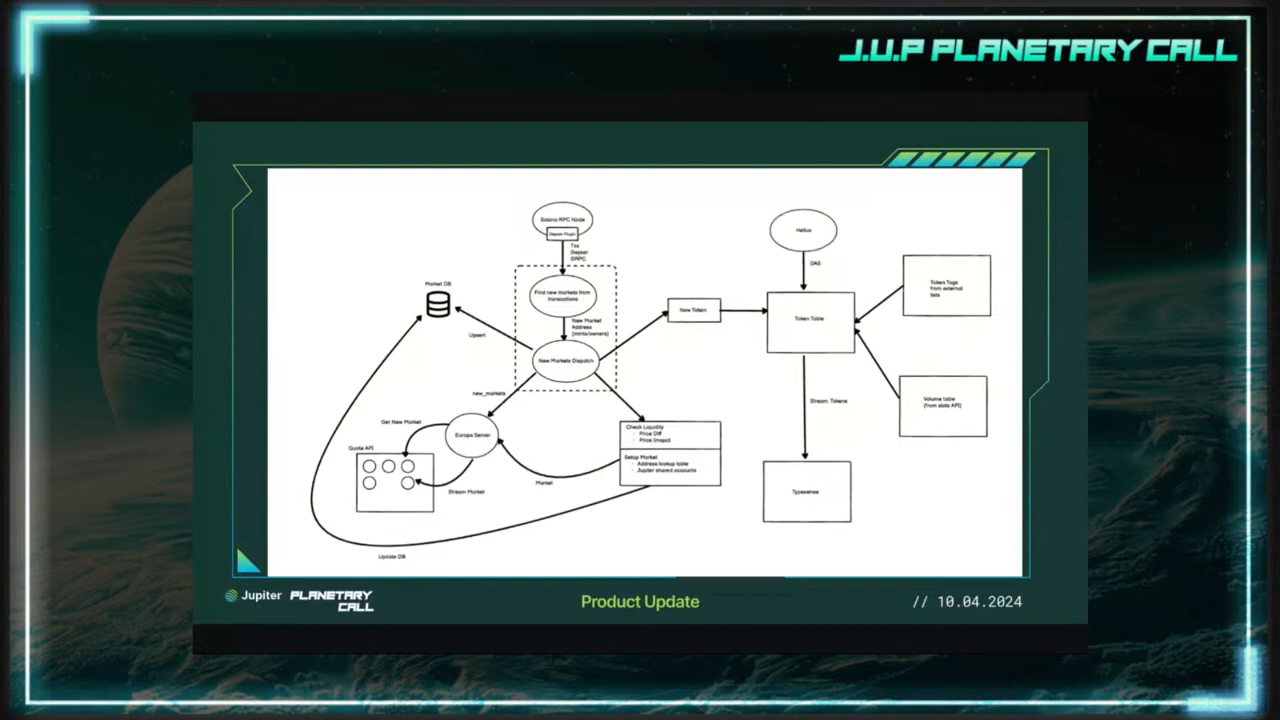 J.U.P PLANETARY CALL
Solana RPC Node
Geyser Plugin
Txs
Geyser
GRPC
Helius
DAS
Find new markets from
transactions
Market DB
Token Tags
from external
lists
New Market
Address
(mints/owners)
New Token
Token Table
Upsert
New Markets Dispatch
new_markets
Stream Tokens
Volume table
(from stats API)
Get New Market
Europa Server
Check Liquidity
- Price Diff
- Price Impact
Quote API
Setup Market
- Address lookup table
- Jupiter shared accounts
Stream Market
Market
Typesense
Update DB
Jupiter PLANETARY
CALL
Product Update
// 10.04.2024